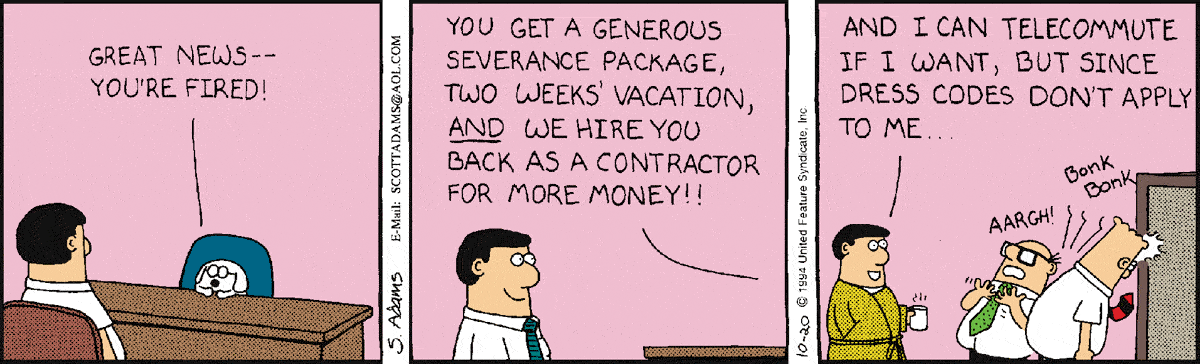 GREAT NEWS--
YOU'RE FIRED!
S. Adams
E-Mail: SCOTTADAMS@AOL.COM
YOU GET A GENEROUS
SEVERANCE PACKAGE,
TWO WEEKS' VACATION,
AND WE HIRE YOU
BACK AS A CONTRACTOR
FOR MORE MONEY!!
10-20 © 1994 United Feature Syndicate, Inc.
AND I CAN TELECOMMUTE
IF I WANT, BUT SINCE
DRESS CODES DON'T APPLY
TO ME...
AARGH!
Bonk
Bonk